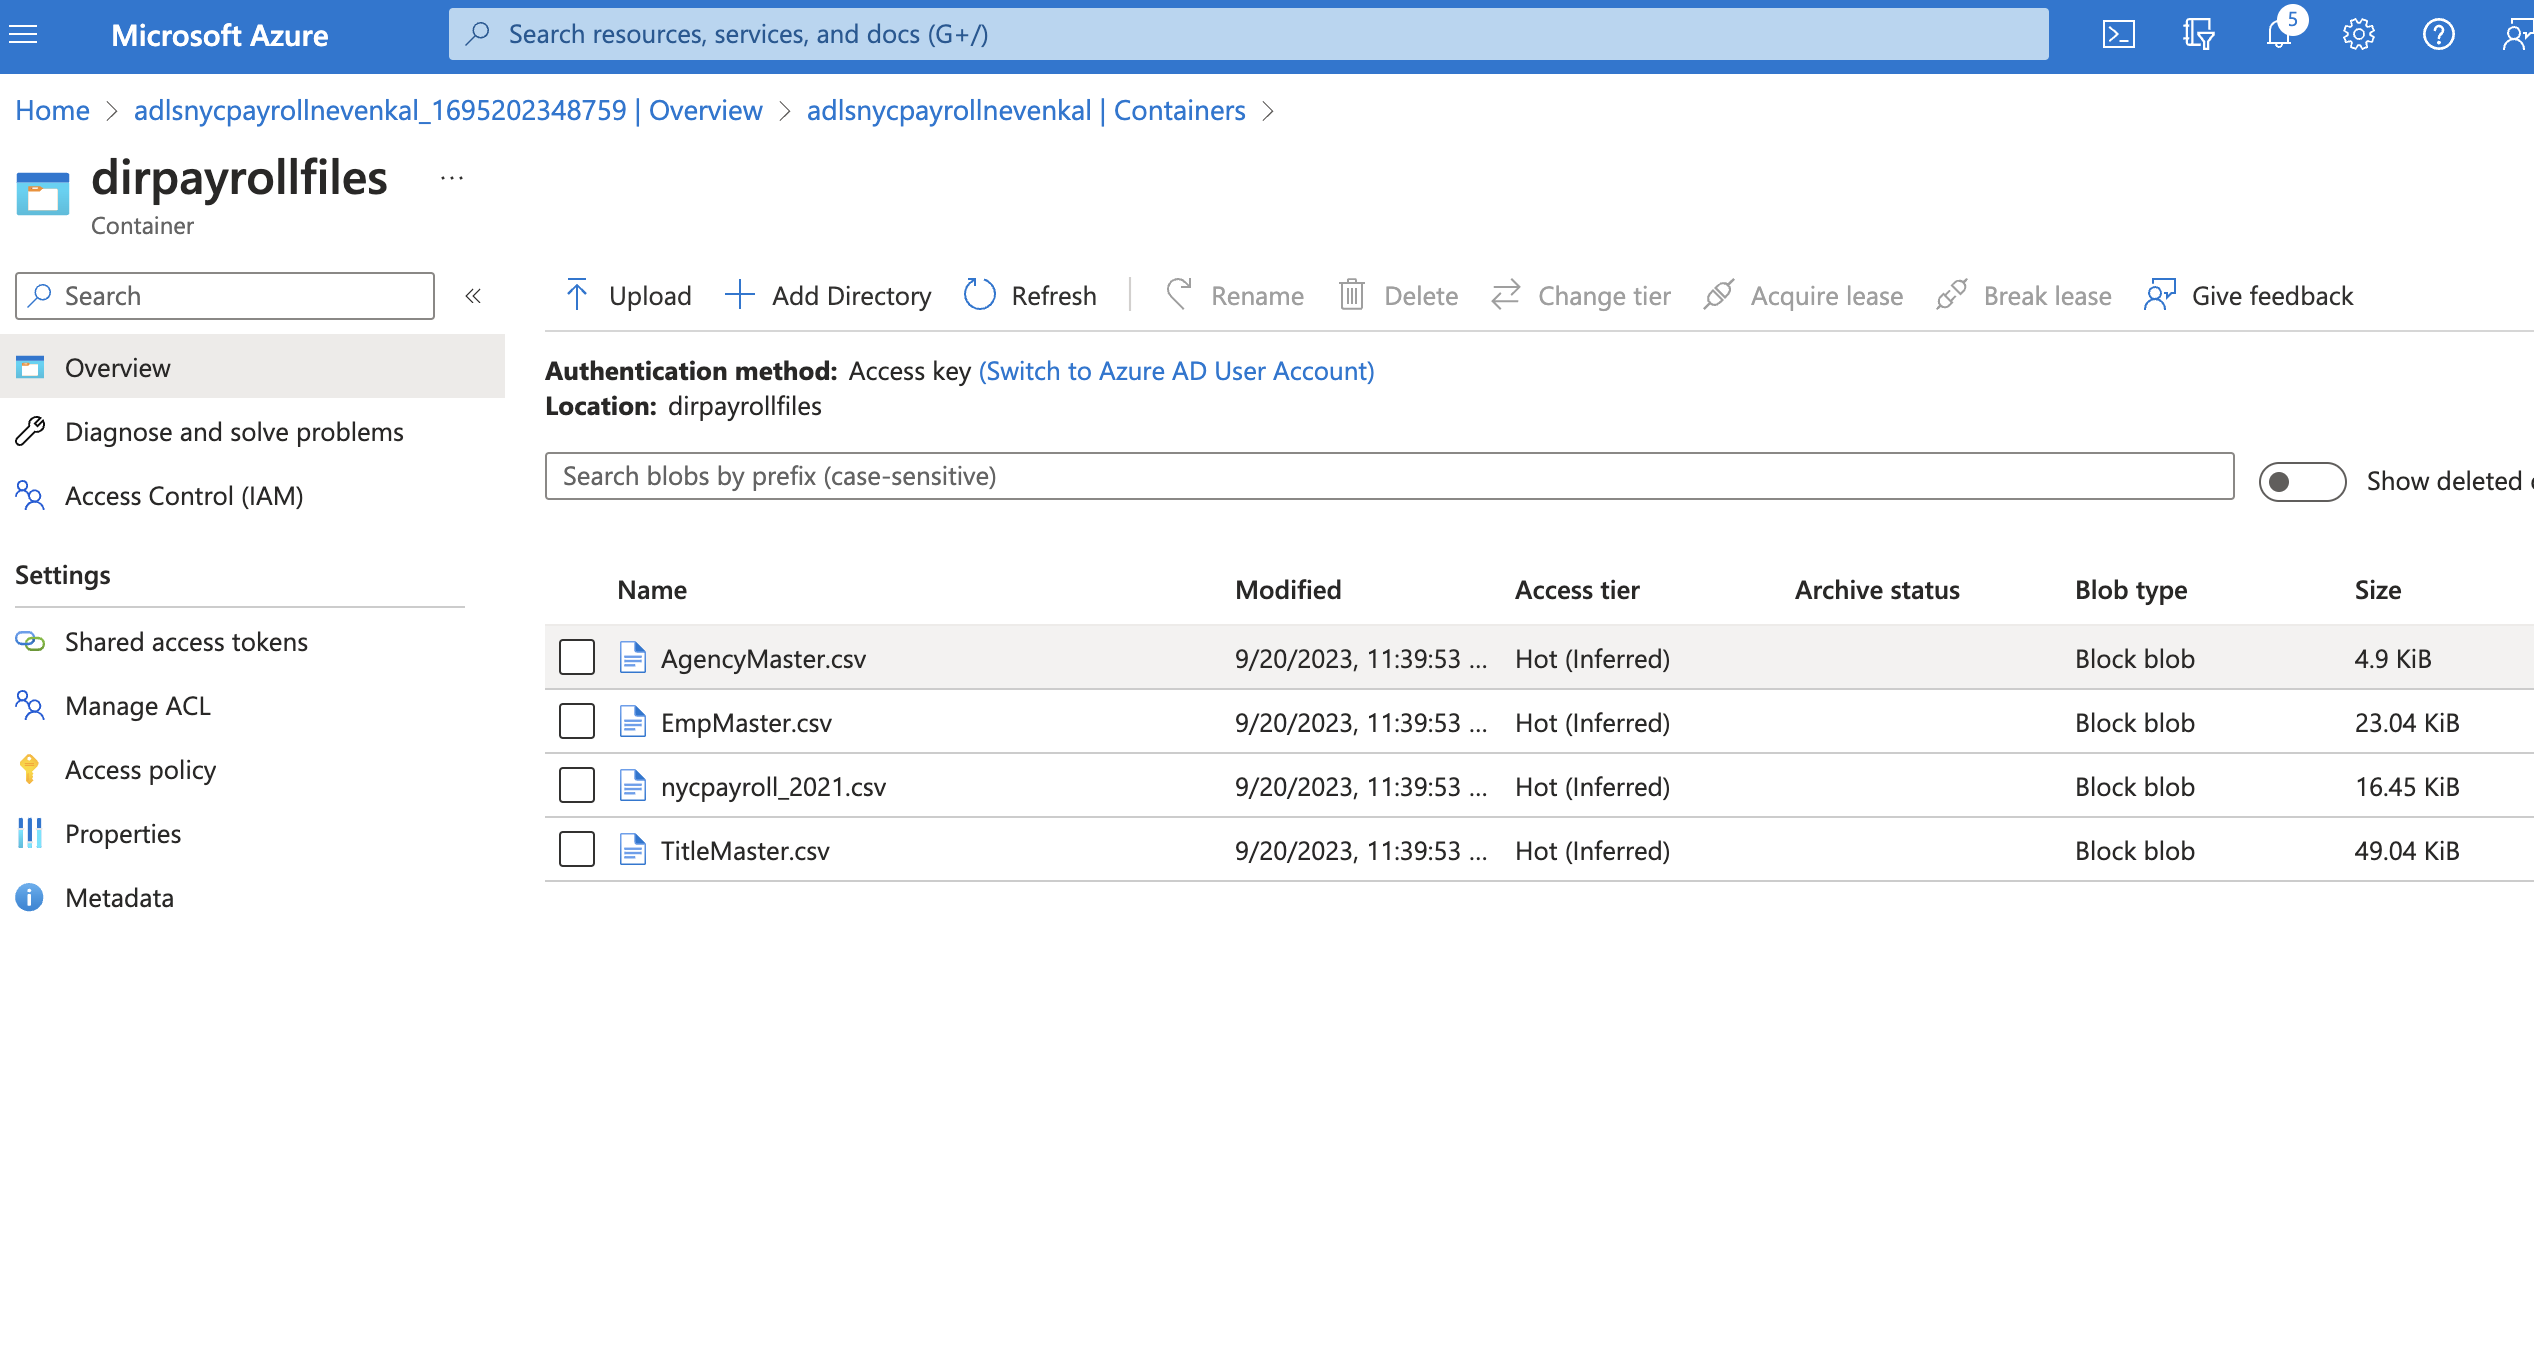 Microsoft Azure
Search resources, services, and docs (G+/)
5
Home > adlsnycpayrollnevenkal_1695202348759 | Overview > adlsnycpayrollnevenkal | Containers >
dirpayrollfiles ...
Container
Search «
Upload Add Directory Refresh Rename Delete Change tier Acquire lease Break lease Give feedback
Overview
Diagnose and solve problems
Access Control (IAM)
Settings
Shared access tokens
Manage ACL
Access policy
Properties
Metadata
Authentication method: Access key (Switch to Azure AD User Account)
Location: dirpayrollfiles
Search blobs by prefix (case-sensitive)
Show deleted
Name Modified Access tier Archive status Blob type Size
AgencyMaster.csv 9/20/2023, 11:39:53 ... Hot (Inferred) Block blob 4.9 KiB
EmpMaster.csv 9/20/2023, 11:39:53 ... Hot (Inferred) Block blob 23.04 KiB
nycpayroll_2021.csv 9/20/2023, 11:39:53 ... Hot (Inferred) Block blob 16.45 KiB
TitleMaster.csv 9/20/2023, 11:39:53 ... Hot (Inferred) Block blob 49.04 KiB